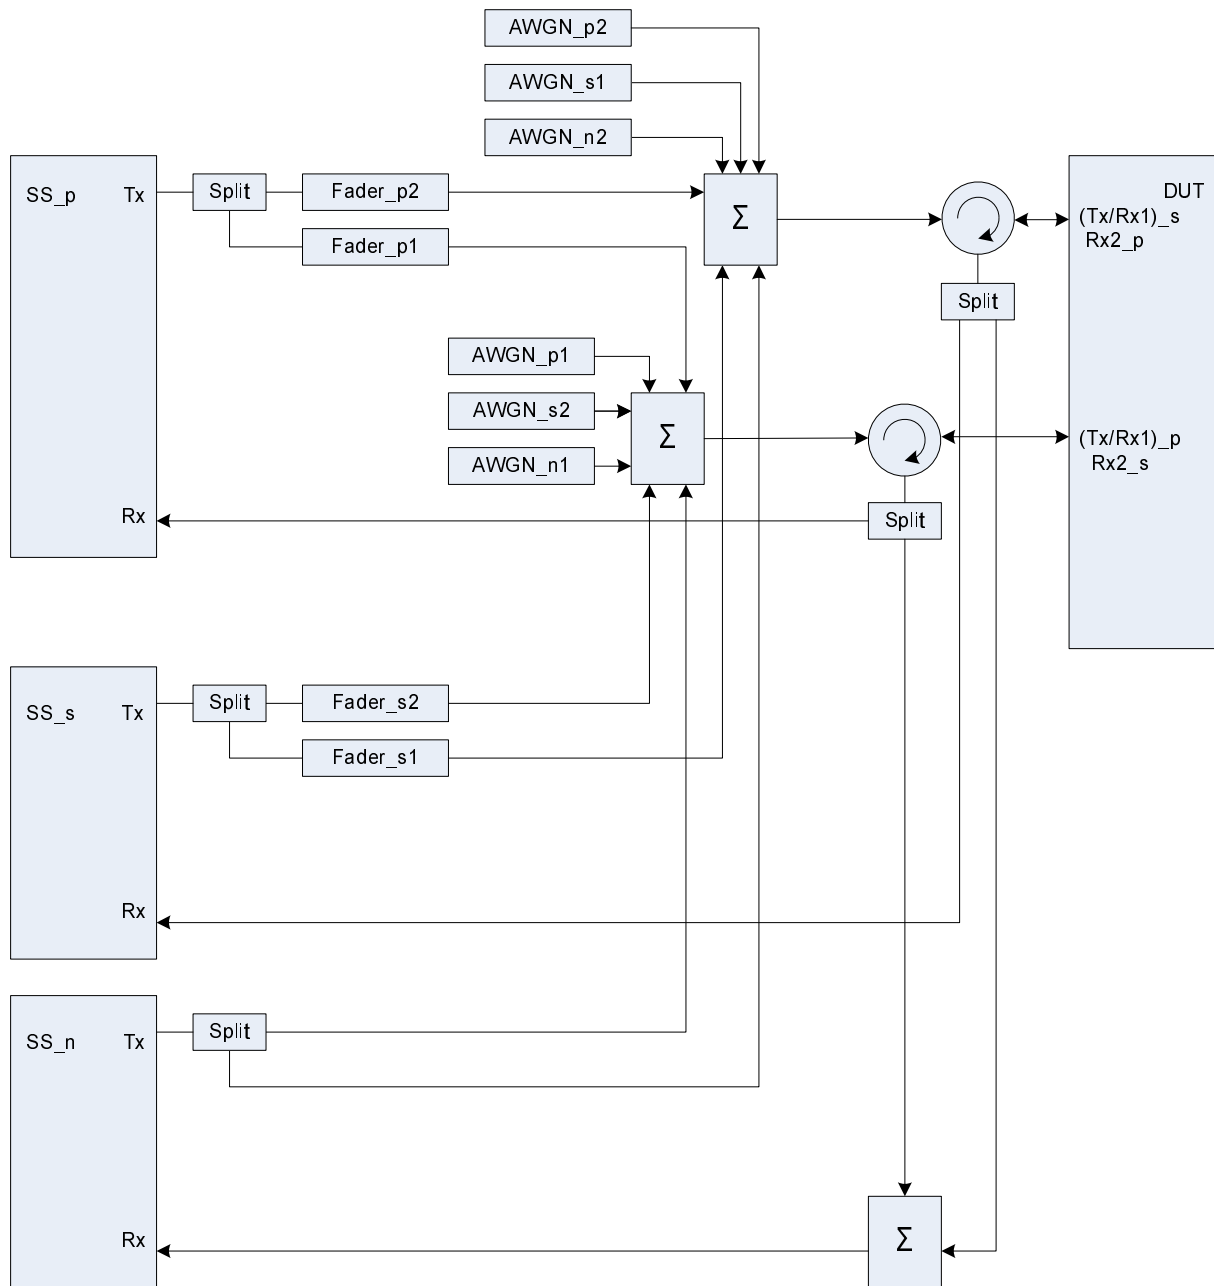 AWGN_p2
AWGN_s1
AWGN_n2
SS_p Tx
Split
Fader_p2
Σ
DUT
(Tx/Rx1)_s
Rx2_p
Fader_p1
Split
AWGN_p1
AWGN_s2
Σ
(Tx/Rx1)_p
Rx2_s
AWGN_n1
Rx
Split
SS_s Tx
Split
Fader_s2
Fader_s1
Rx
SS_n Tx
Split
Rx
Σ